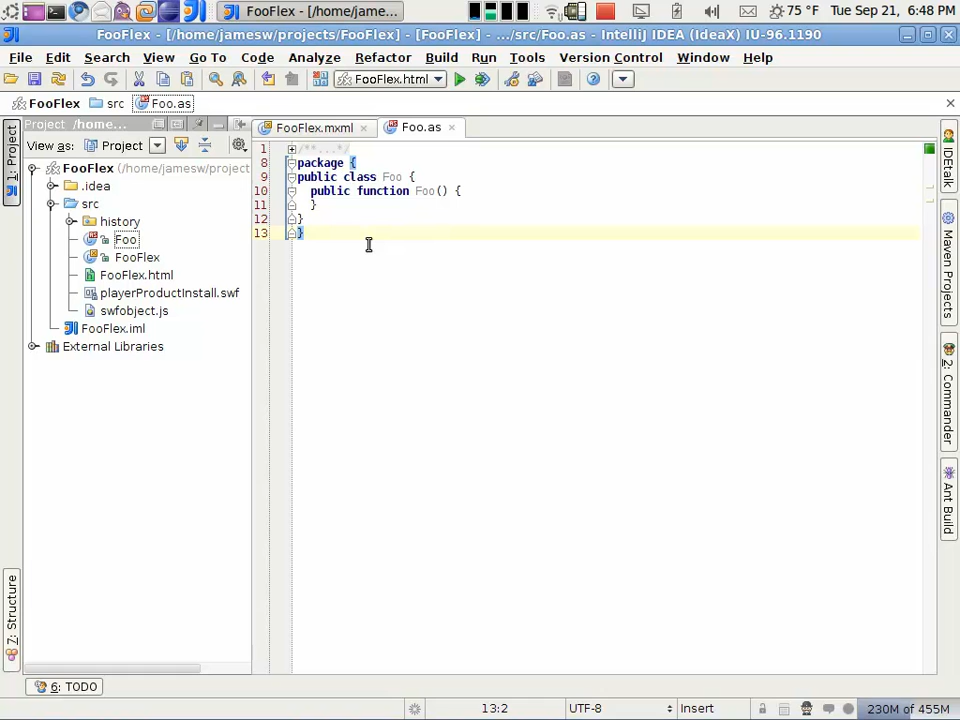 FooFlex - [/home/jame...
75 °F
Tue Sep 21, 6:48 PM
FooFlex - [/home/jamesw/projects/FooFlex] - [FooFlex] - .../src/Foo.as - IntelliJ IDEA (IdeaX) IU-96.1190
File Edit Search View Go To Code Analyze Refactor Build Run Tools Version Control Window Help
FooFlex.html
FooFlex src Foo.as
Project /home...
FooFlex.mxml
Foo.as
View as: Project
1: Project
7: Structure
FooFlex (/home/jamesw/project
.idea
src
history
Foo
FooFlex
FooFlex.html
playerProductInstall.swf
swfobject.js
FooFlex.iml
External Libraries
1 /**...*/
8 package {
9 public class Foo {
10 public function Foo() {
11 }
12 }
13 }
IDEtalk
Maven Projects
2: Commander
Ant Build
6: TODO
13:2 UTF-8 Insert 230M of 455M